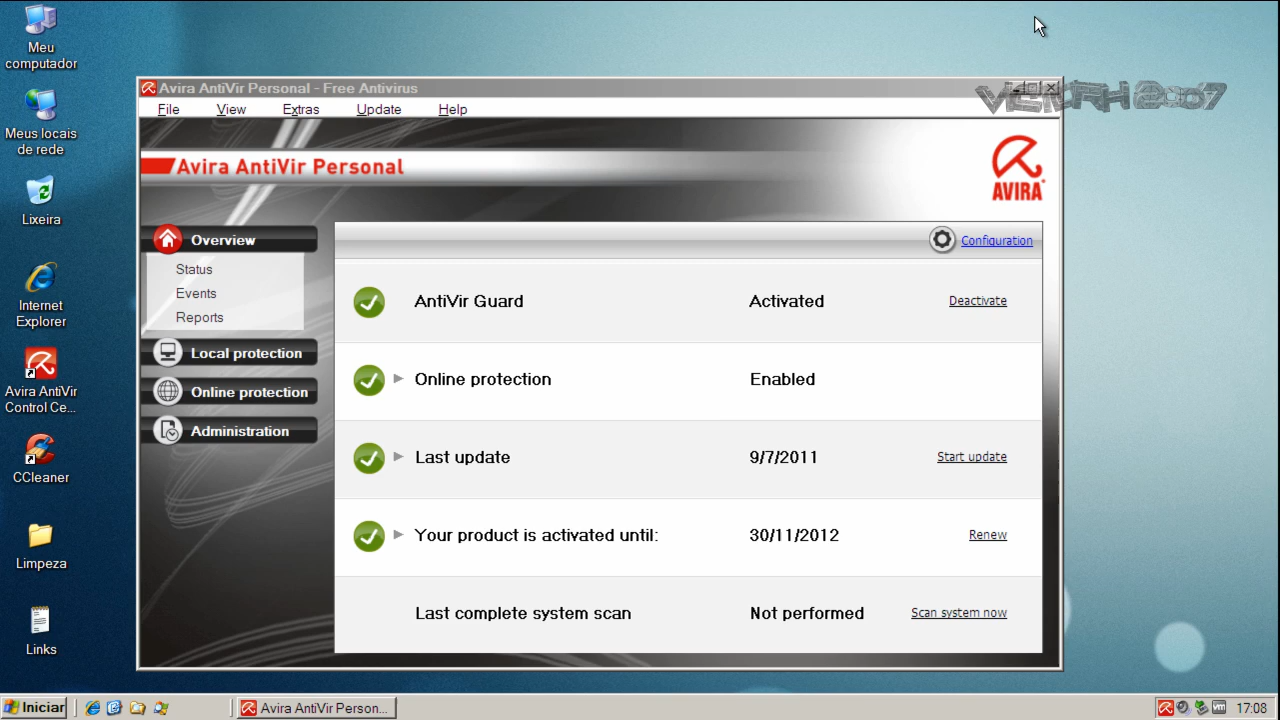 Meu
computador
Meus locais
de rede
Lixeira
Internet
Explorer
Avira AntiVir
Control Ce...
CCleaner
Limpeza
Links
Avira AntiVir Personal - Free Antivirus
File View Extras Update Help
Avira AntiVir Personal
AVIRA
Overview
Status
Events
Reports
Local protection
Online protection
Administration
Configuration
AntiVir Guard Activated Deactivate
Online protection Enabled
Last update 9/7/2011 Start update
Your product is activated until: 30/11/2012 Renew
Last complete system scan Not performed Scan system now
Iniciar Avira AntiVir Person... 17:08